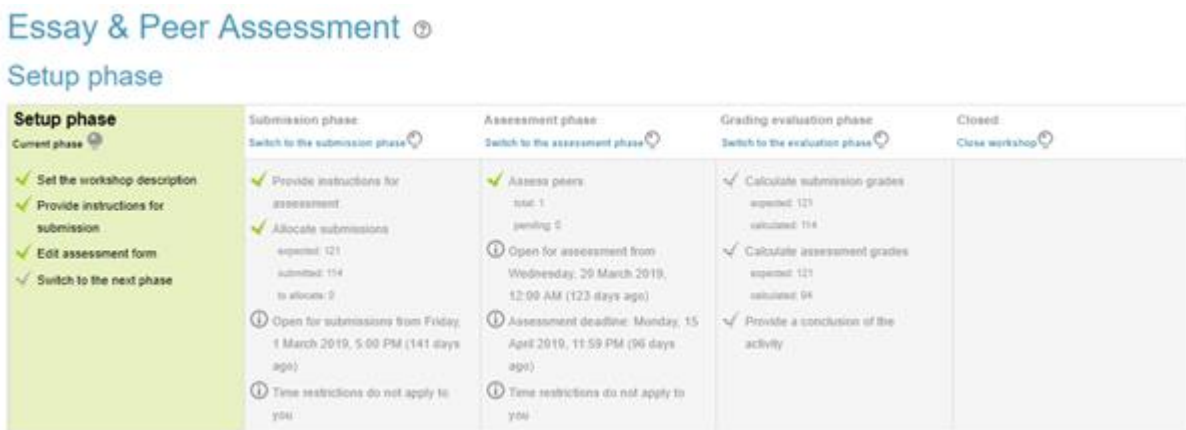 Essay & Peer Assessment
Setup phase
Setup phase
Current phase
Set the workshop description
Provide instructions for
submission
Edit assessment form
Switch to the next phase
Submission phase
Switch to the submission phase
Provide instructions for
assessment
Allocate submissions
expected: 121
submitted: 114
to allocate: 0
Open for submissions from Friday,
1 March 2019, 5:00 PM (141 days
ago)
Time restrictions do not apply to
you
Assessment phase
Switch to the assessment phase
Assess peers
total: 1
pending: 0
Open for assessment from
Wednesday, 20 March 2019,
12:00 AM (123 days ago)
Assessment deadline: Monday, 15
April 2019, 11:59 PM (96 days
ago)
Time restrictions do not apply to
you
Grading evaluation phase
Switch to the evaluation phase
Calculate submission grades
expected: 121
calculated: 114
Calculate assessment grades
expected: 121
calculated: 94
Provide a conclusion of the
activity
Closed
Close workshop